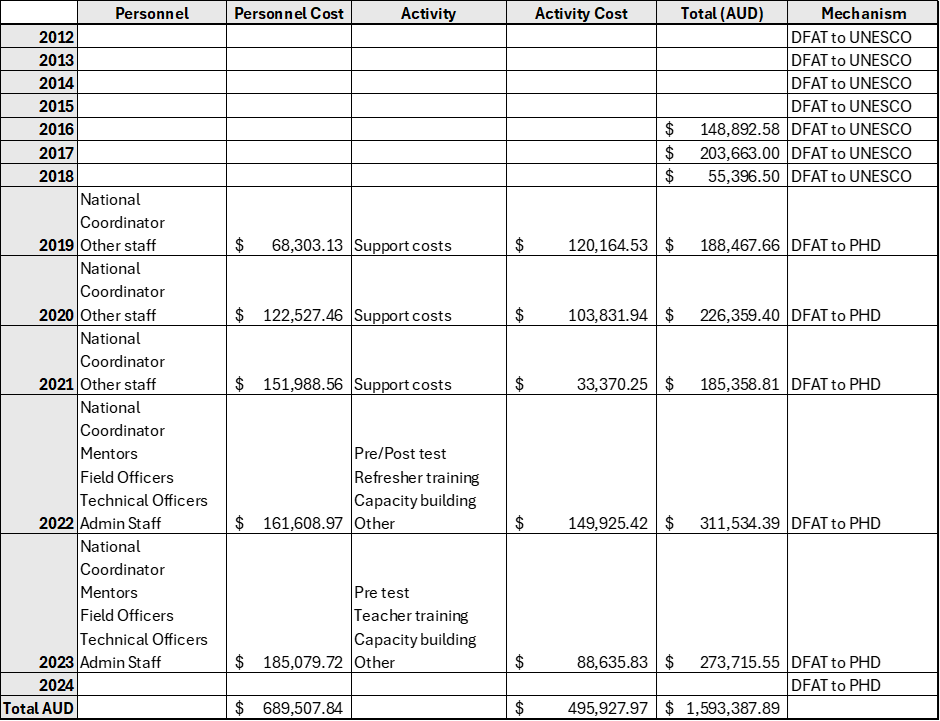 Personnel Personnel Cost Activity Activity Cost Total (AUD) Mechanism
2012 DFAT to UNESCO
2013 DFAT to UNESCO
2014 DFAT to UNESCO
2015 DFAT to UNESCO
2016 $ 148,892.58 DFAT to UNESCO
2017 $ 203,663.00 DFAT to UNESCO
2018 $ 55,396.50 DFAT to UNESCO
National
Coordinator
2019 Other staff $ 68,303.13 Support costs $ 120,164.53 $ 188,467.66 DFAT to PHD
National
Coordinator
2020 Other staff $ 122,527.46 Support costs $ 103,831.94 $ 226,359.40 DFAT to PHD
National
Coordinator
2021 Other staff $ 151,988.56 Support costs $ 33,370.25 $ 185,358.81 DFAT to PHD
National
Coordinator
Mentors Pre/Post test
Field Officers Refresher training
Technical Officers Capacity building
2022 Admin Staff $ 161,608.97 Other $ 149,925.42 $ 311,534.39 DFAT to PHD
National
Coordinator
Mentors Pre test
Field Officers Teacher training
Technical Officers Capacity building
2023 Admin Staff $ 185,079.72 Other $ 88,635.83 $ 273,715.55 DFAT to PHD
2024 DFAT to PHD
Total AUD $ 689,507.84 $ 495,927.97 $ 1,593,387.89